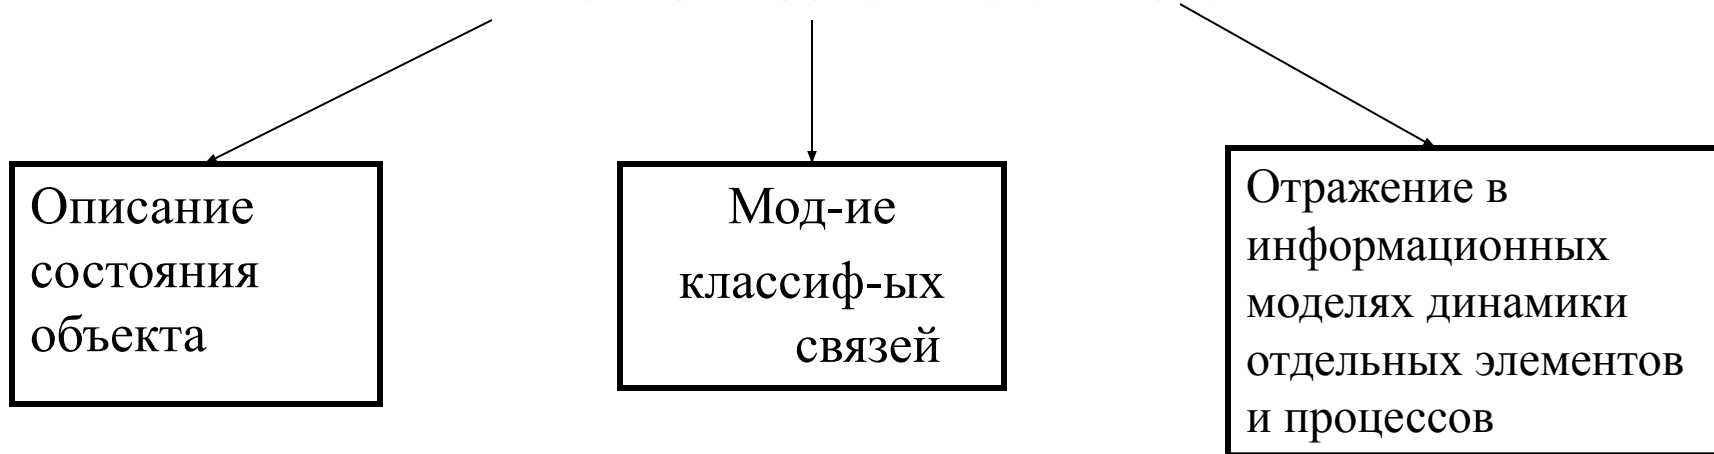 Описание
состояния
объекта
Мод-ие
классиф-ых
связей
Отражение в
информационных
моделях динамики
отдельных элементов
и процессов